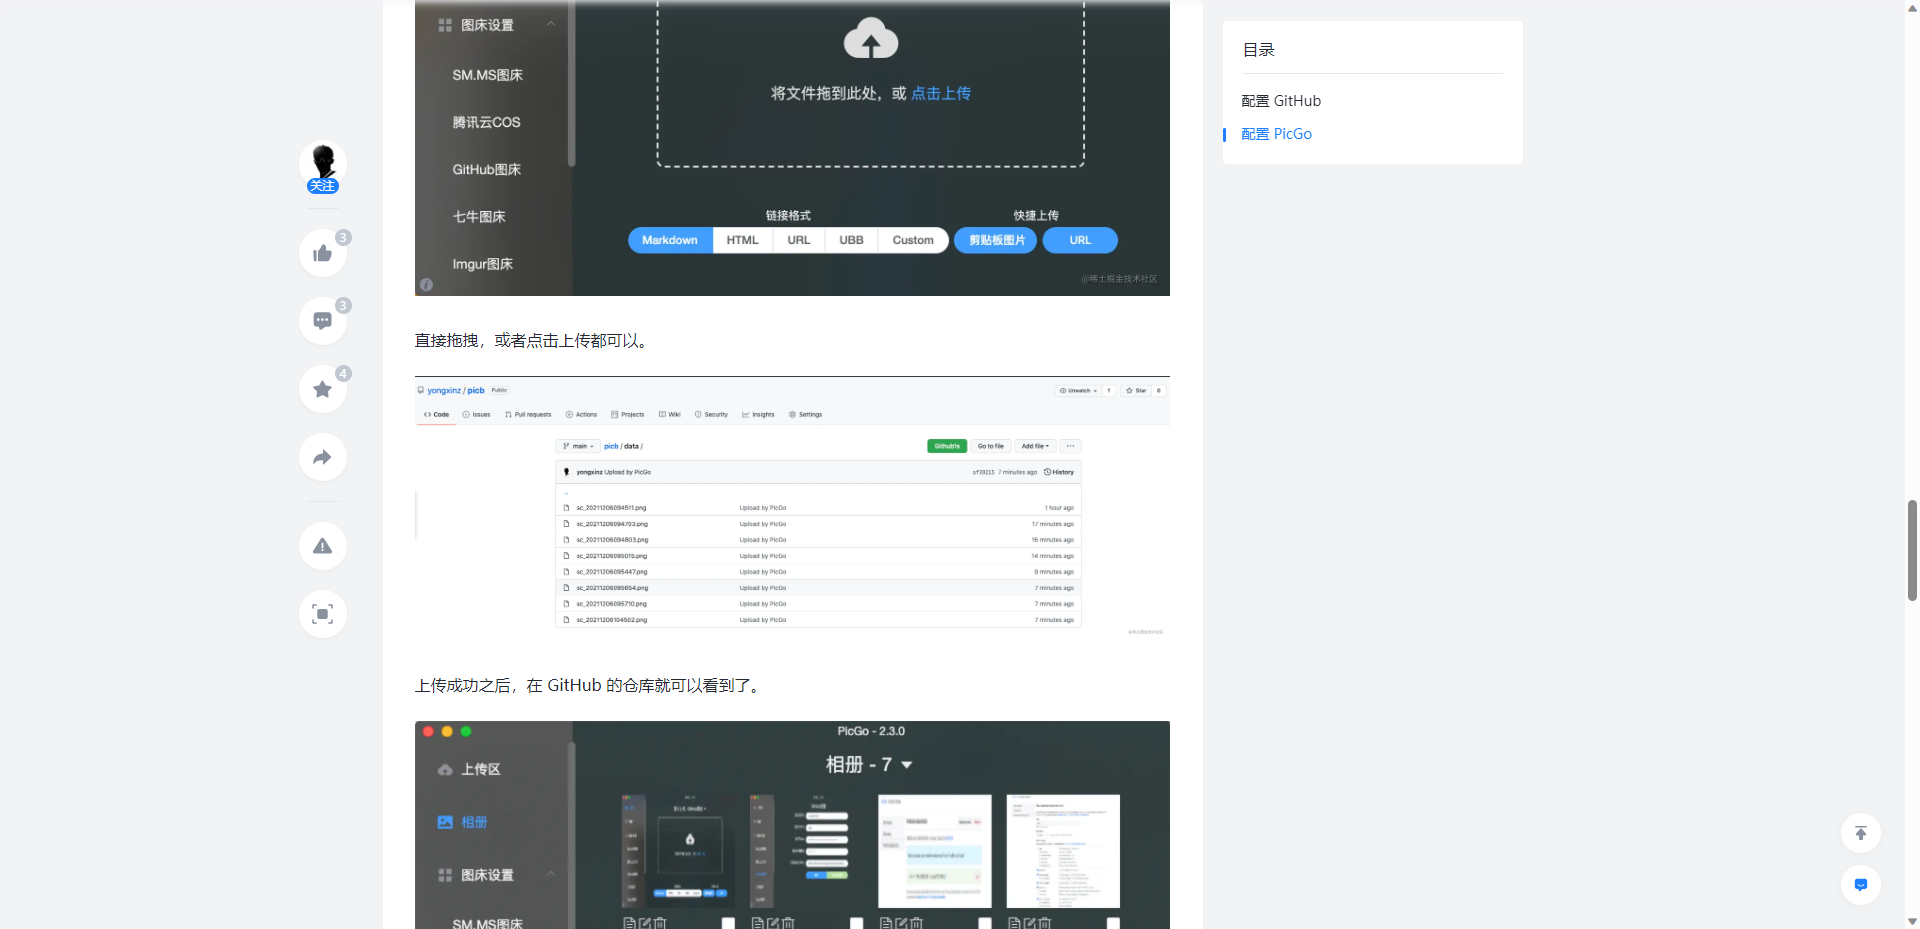 图床设置
SM.MS图床
腾讯云COS
GitHub图床
七牛图床
Imgur图床
将文件拖到此处，或 点击上传
链接格式
快捷上传
Markdown HTML URL UBB Custom 剪贴板图片 URL
@稀土掘金技术社区
目录
配置 GitHub
配置 PicGo
关注
3
3
4
直接拖拽，或者点击上传都可以。
yongxinz / picb Public
Unwatch 1 Star 0
Code Issues Pull requests Actions Projects Wiki Security Insights Settings
main picb / data /
Github1s Go to file Add file ...
yongxinz Upload by PicGo
af39215 7 minutes ago History
..
sc_20211206094511.png Upload by PicGo 1 hour ago
sc_20211206094703.png Upload by PicGo 17 minutes ago
sc_20211206094803.png Upload by PicGo 16 minutes ago
sc_20211206095015.png Upload by PicGo 14 minutes ago
sc_20211206095447.png Upload by PicGo 9 minutes ago
sc_20211206095654.png Upload by PicGo 7 minutes ago
sc_20211206095710.png Upload by PicGo 7 minutes ago
sc_20211206104502.png Upload by PicGo 7 minutes ago
@稀土掘金技术社区
上传成功之后，在 GitHub 的仓库就可以看到了。
PicGo - 2.3.0
上传区
相册
图床设置
SM.MS图床
相册 - 7